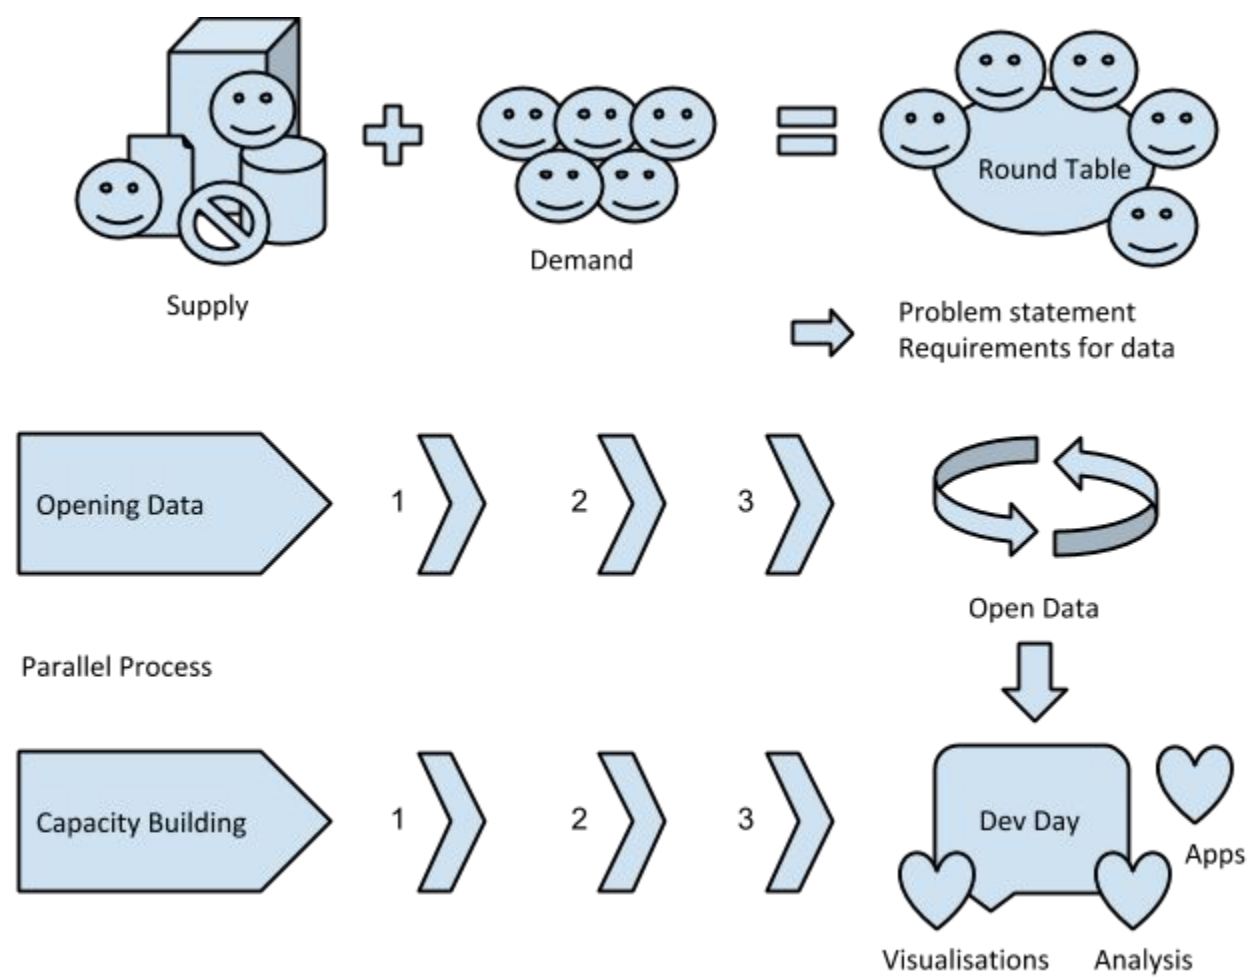 Round Table
Demand
Supply
Problem statement
Requirements for data
Opening Data
1
2
3
Open Data
Parallel Process
Capacity Building
1
2
3
Dev Day
Apps
Visualisations
Analysis